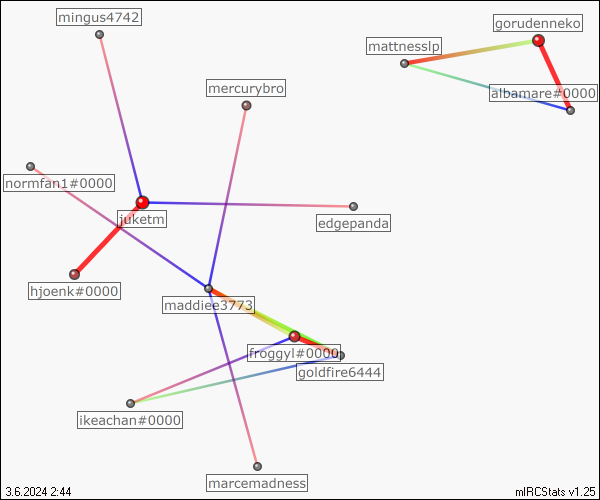 mingus4742
gorudenneko
mattnesslp
mercurybro
albamare#0000
normfan1#0000
juketm
edgepanda
hjoenk#0000
maddiee3773
froggyl#0000
goldfire6444
ikeachan#0000
marcemadness
3.6.2024 2:44
mIRCStats v1.25